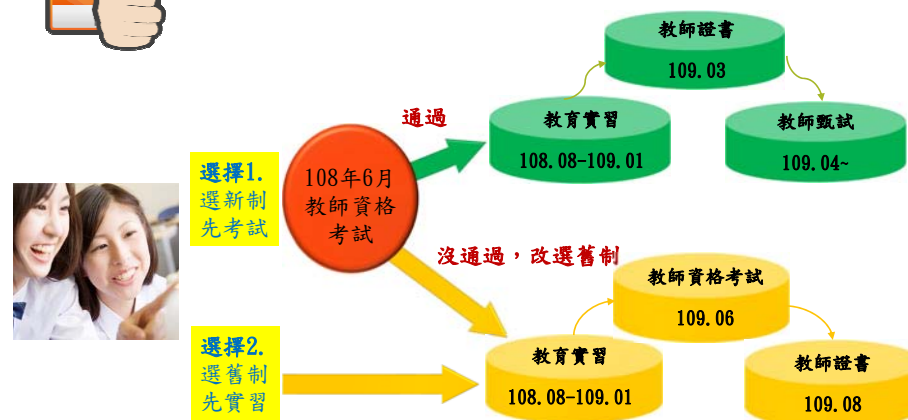 教師證書
109.03
通過
教育實習
108.08-109.01
教師甄試
109.04~
選擇1.
選新制
先考試
108年6月
教師資格
考試
沒通過，改選舊制
教師資格考試
109.06
選擇2.
選舊制
先實習
教育實習
108.08-109.01
教師證書
109.08